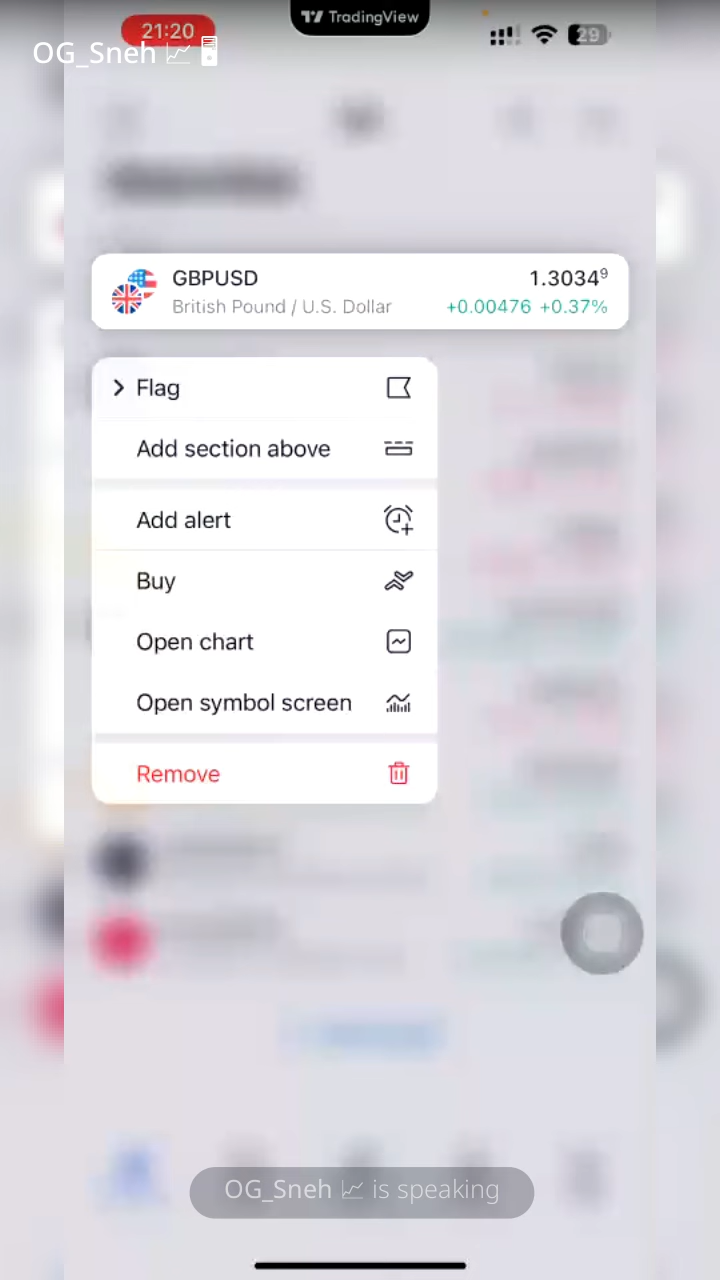 21:20
TradingView
29
OG_Sneh
GBPUSD
1.3034⁹
British Pound / U.S. Dollar
+0.00476 +0.37%
Flag
Add section above
Add alert
Buy
Open chart
Open symbol screen
Remove
OG_Sneh is speaking